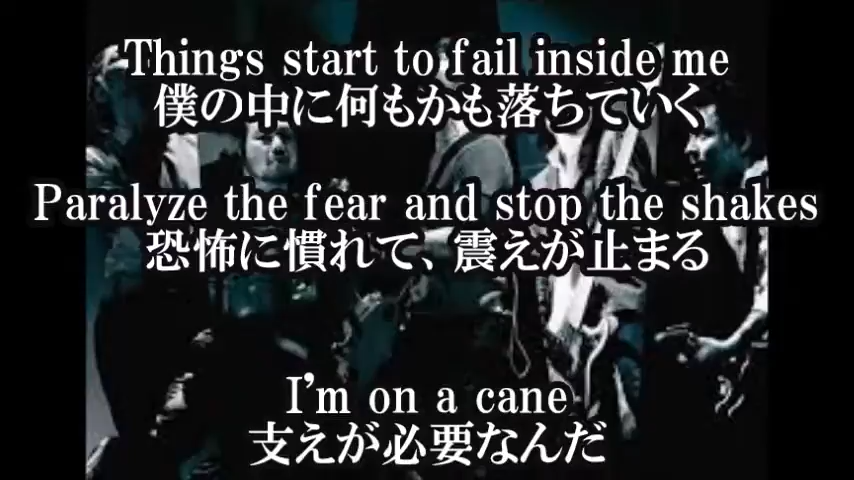 Things start to fail inside me
僕の中に何もかも落ちていく
Paralyze the fear and stop the shakes
恐怖に慣れて、震えが止まる
I'm on a cane
支えが必要なんだ